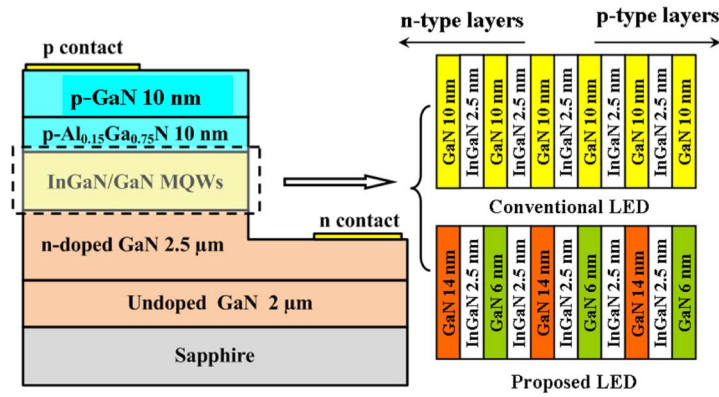 n-type layers
p-type layers
p contact
p-GaN 10 nm
p-Al0.15Ga0.75N 10 nm
InGaN/GaN MQWs
n contact
n-doped GaN 2.5 µm
Undoped GaN 2 µm
Sapphire
GaN 10 nm
InGaN 2.5 nm
GaN 10 nm
InGaN 2.5 nm
GaN 10 nm
InGaN 2.5 nm
GaN 10 nm
InGaN 2.5 nm
GaN 10 nm
InGaN 2.5 nm
GaN 10 nm
Conventional LED
GaN 14 nm
InGaN 2.5 nm
GaN 6 nm
InGaN 2.5 nm
GaN 14 nm
InGaN 2.5 nm
GaN 6 nm
InGaN 2.5 nm
GaN 14 nm
InGaN 2.5 nm
GaN 6 nm
Proposed LED